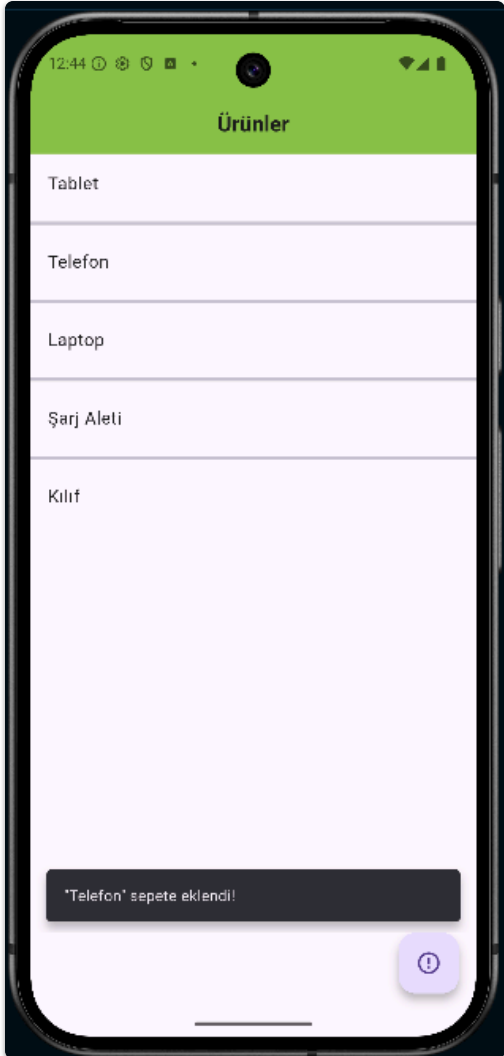 12:44
Ürünler
Tablet
Telefon
Laptop
Şarj Aleti
Kılıf
"Telefon" sepete eklendi!